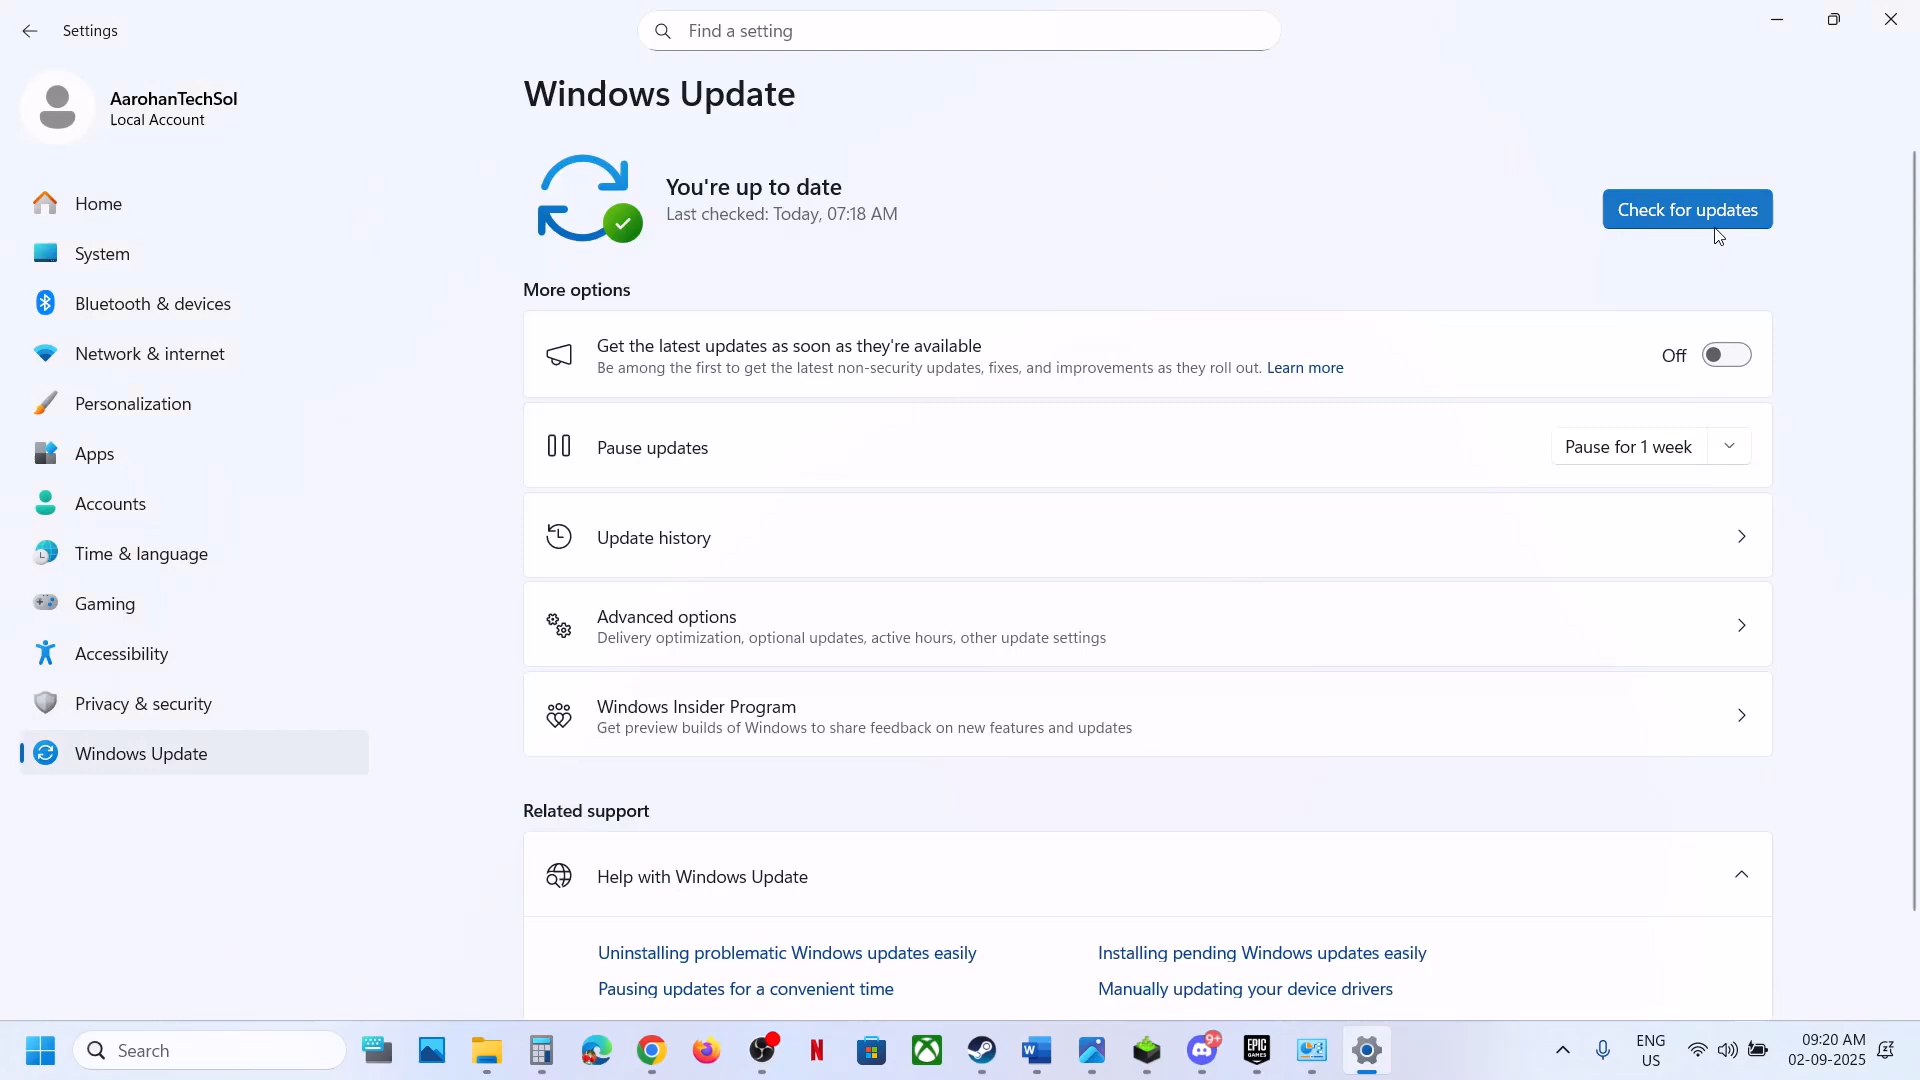 Settings
Find a setting
AarohanTechSol
Local Account
Home
System
Bluetooth & devices
Network & internet
Personalization
Apps
Accounts
Time & language
Gaming
Accessibility
Privacy & security
Windows Update
Windows Update
You're up to date
Last checked: Today, 07:18 AM
Check for updates
More options
Get the latest updates as soon as they're available
Be among the first to get the latest non-security updates, fixes, and improvements as they roll out. Learn more
Off
Pause updates
Pause for 1 week
Update history
Advanced options
Delivery optimization, optional updates, active hours, other update settings
Windows Insider Program
Get preview builds of Windows to share feedback on new features and updates
Related support
Help with Windows Update
Uninstalling problematic Windows updates easily
Installing pending Windows updates easily
Pausing updates for a convenient time
Manually updating your device drivers
Search
N
W
9+
EPIC
GAMES
ENG
US
09:20 AM
02-09-2025